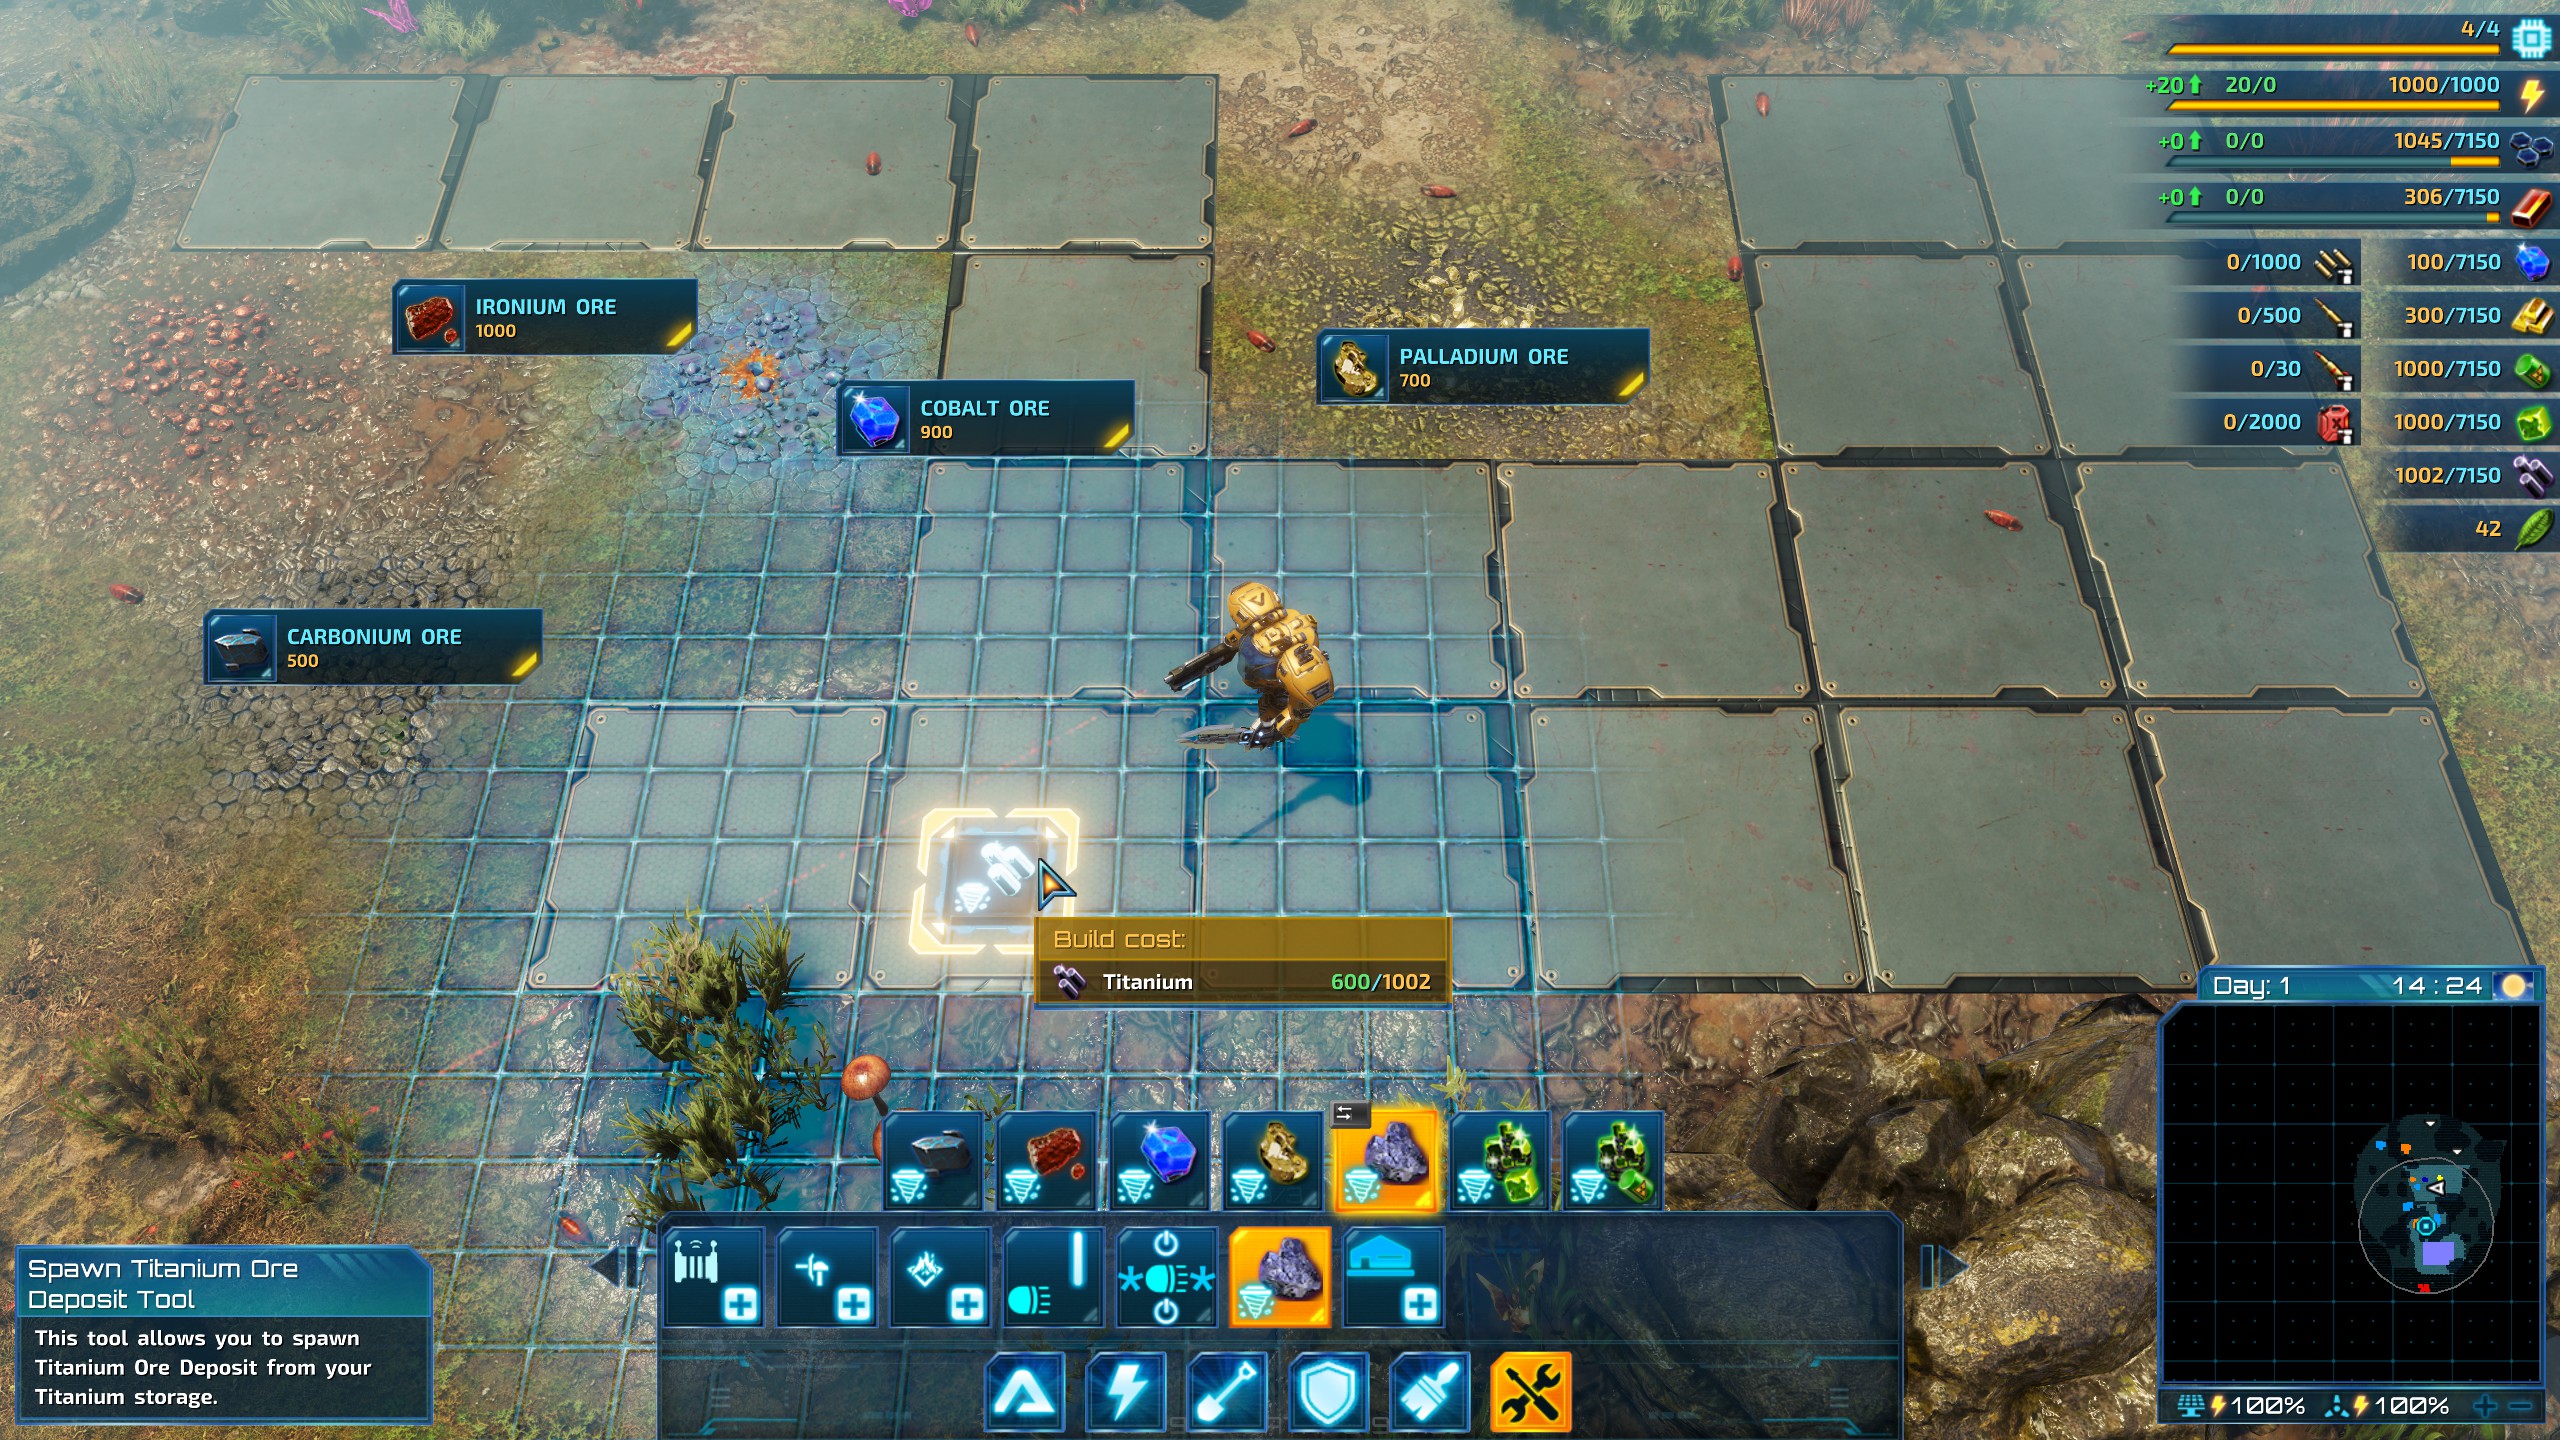 4/4
+20 20/0 1000/1000
+0 0/0 1045/7150
+0 0/0 306/7150
0/1000 100/7150
0/500 300/7150
0/30 1000/7150
0/2000 1000/7150
1002/7150
42
IRONIUM ORE
1000
PALLADIUM ORE
700
COBALT ORE
900
CARBONIUM ORE
500
Build cost:
Titanium 600/1002
Day: 1 14:24
Spawn Titanium Ore
Deposit Tool
This tool allows you to spawn
Titanium Ore Deposit from your
Titanium storage.
100% 100%